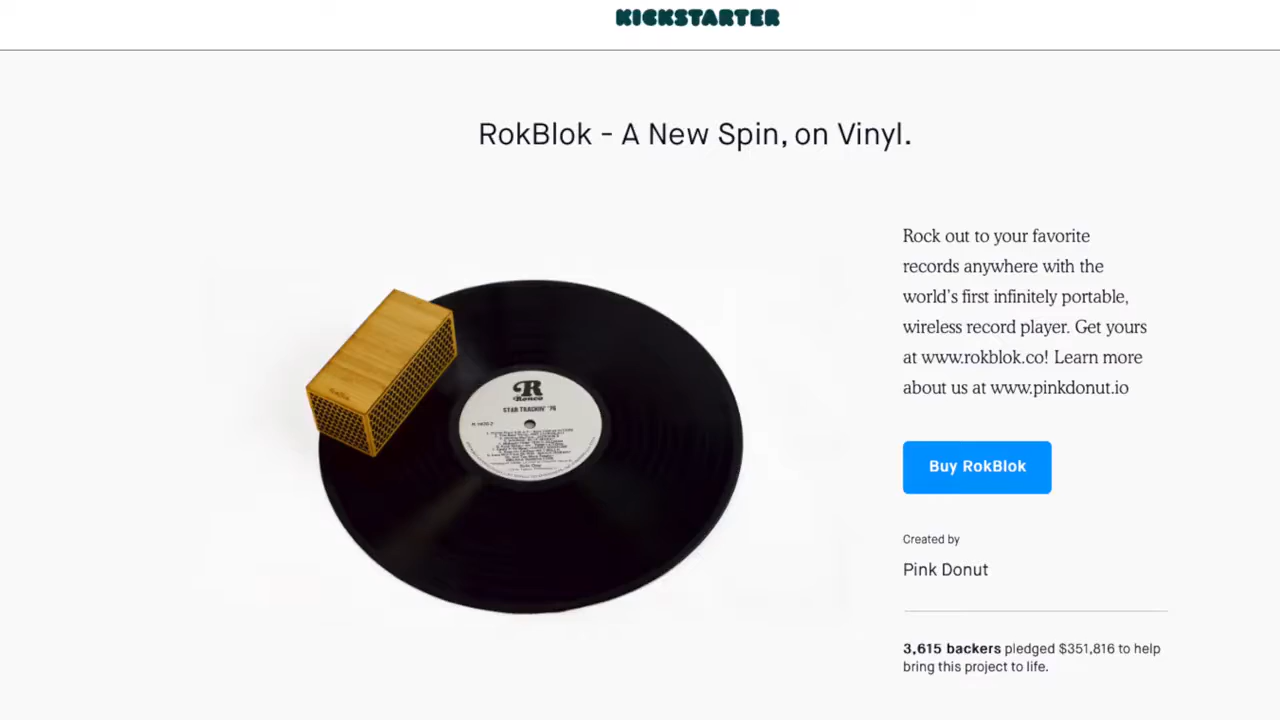 KICKSTARTER
RokBlok - A New Spin, on Vinyl.
Rock out to your favorite
records anywhere with the
world's first infinitely portable,
wireless record player. Get yours
at www.rokblok.co! Learn more
about us at www.pinkdonut.io
R
Ronco
STAR TRACKIN' '76
Buy RokBlok
Created by
Pink Donut
3,615 backers pledged $351,816 to help
bring this project to life.